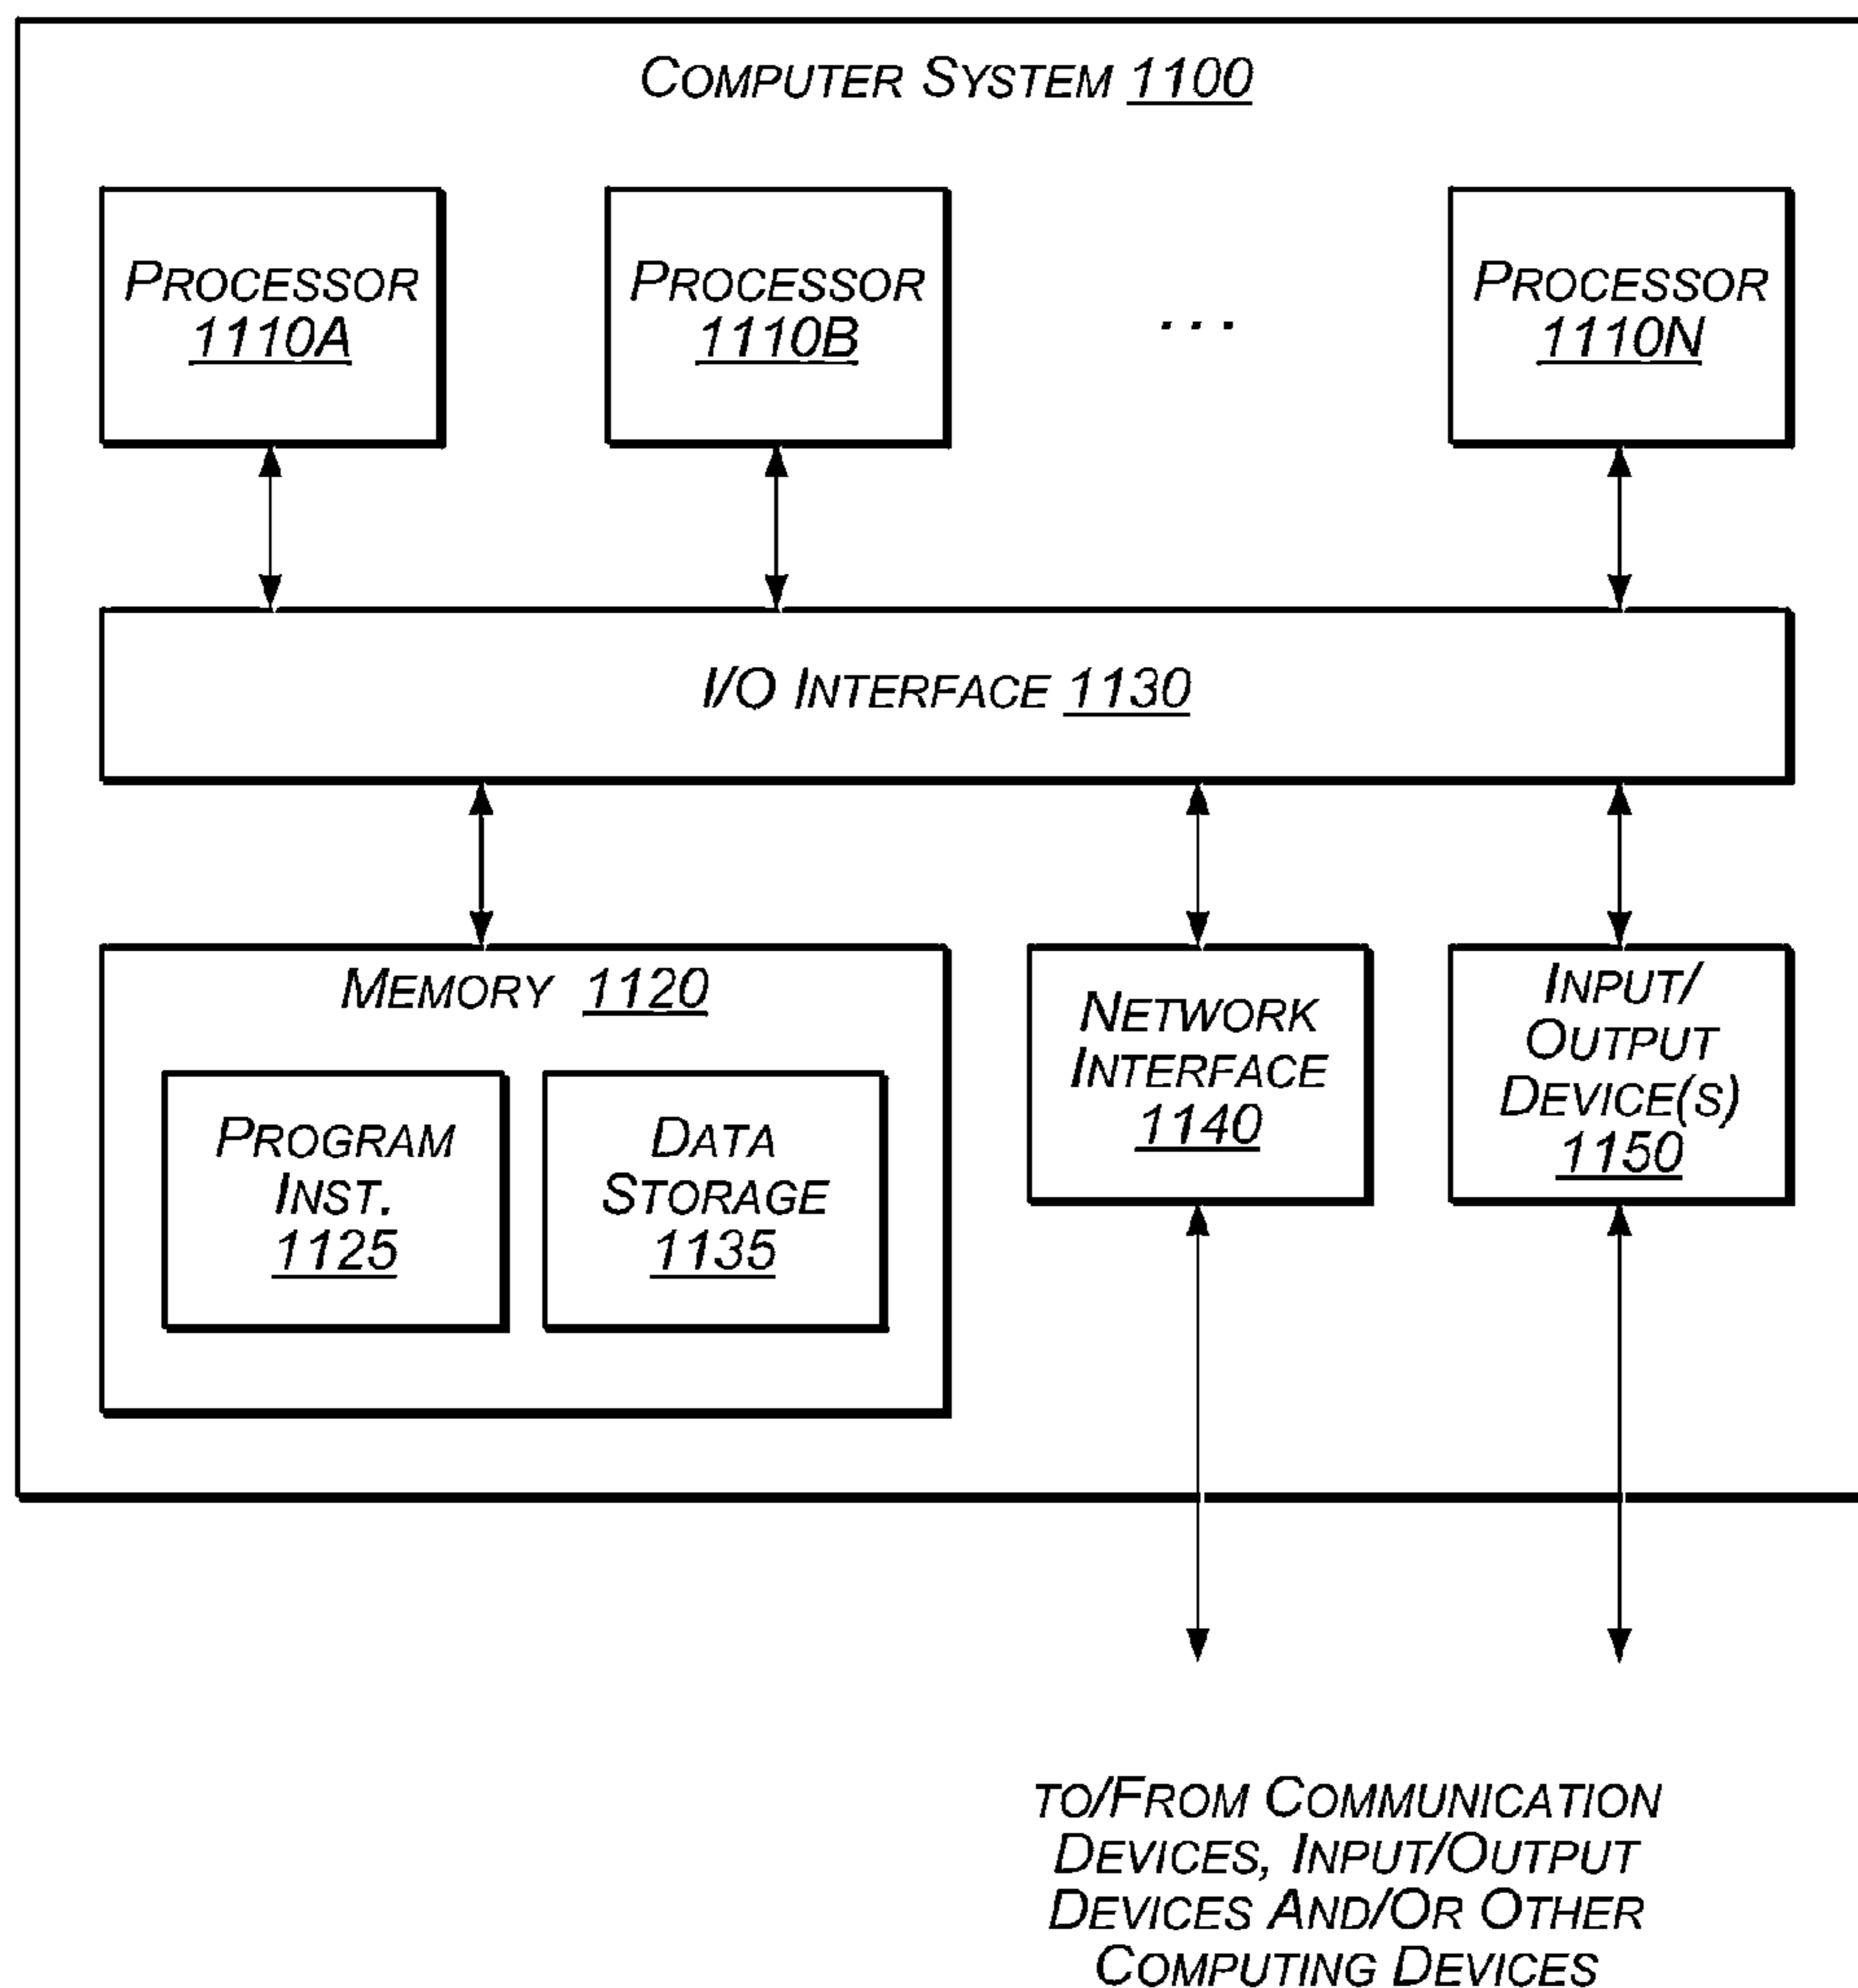 COMPUTER SYSTEM 1100
PROCESSOR
1110A
PROCESSOR
1110B
...
PROCESSOR
1110N
I/O INTERFACE 1130
MEMORY 1120
PROGRAM
INST.
1125
DATA
STORAGE
1135
NETWORK
INTERFACE
1140
INPUT/
OUTPUT
DEVICE(S)
1150
TO/FROM COMMUNICATION
DEVICES, INPUT/OUTPUT
DEVICES AND/OR OTHER
COMPUTING DEVICES